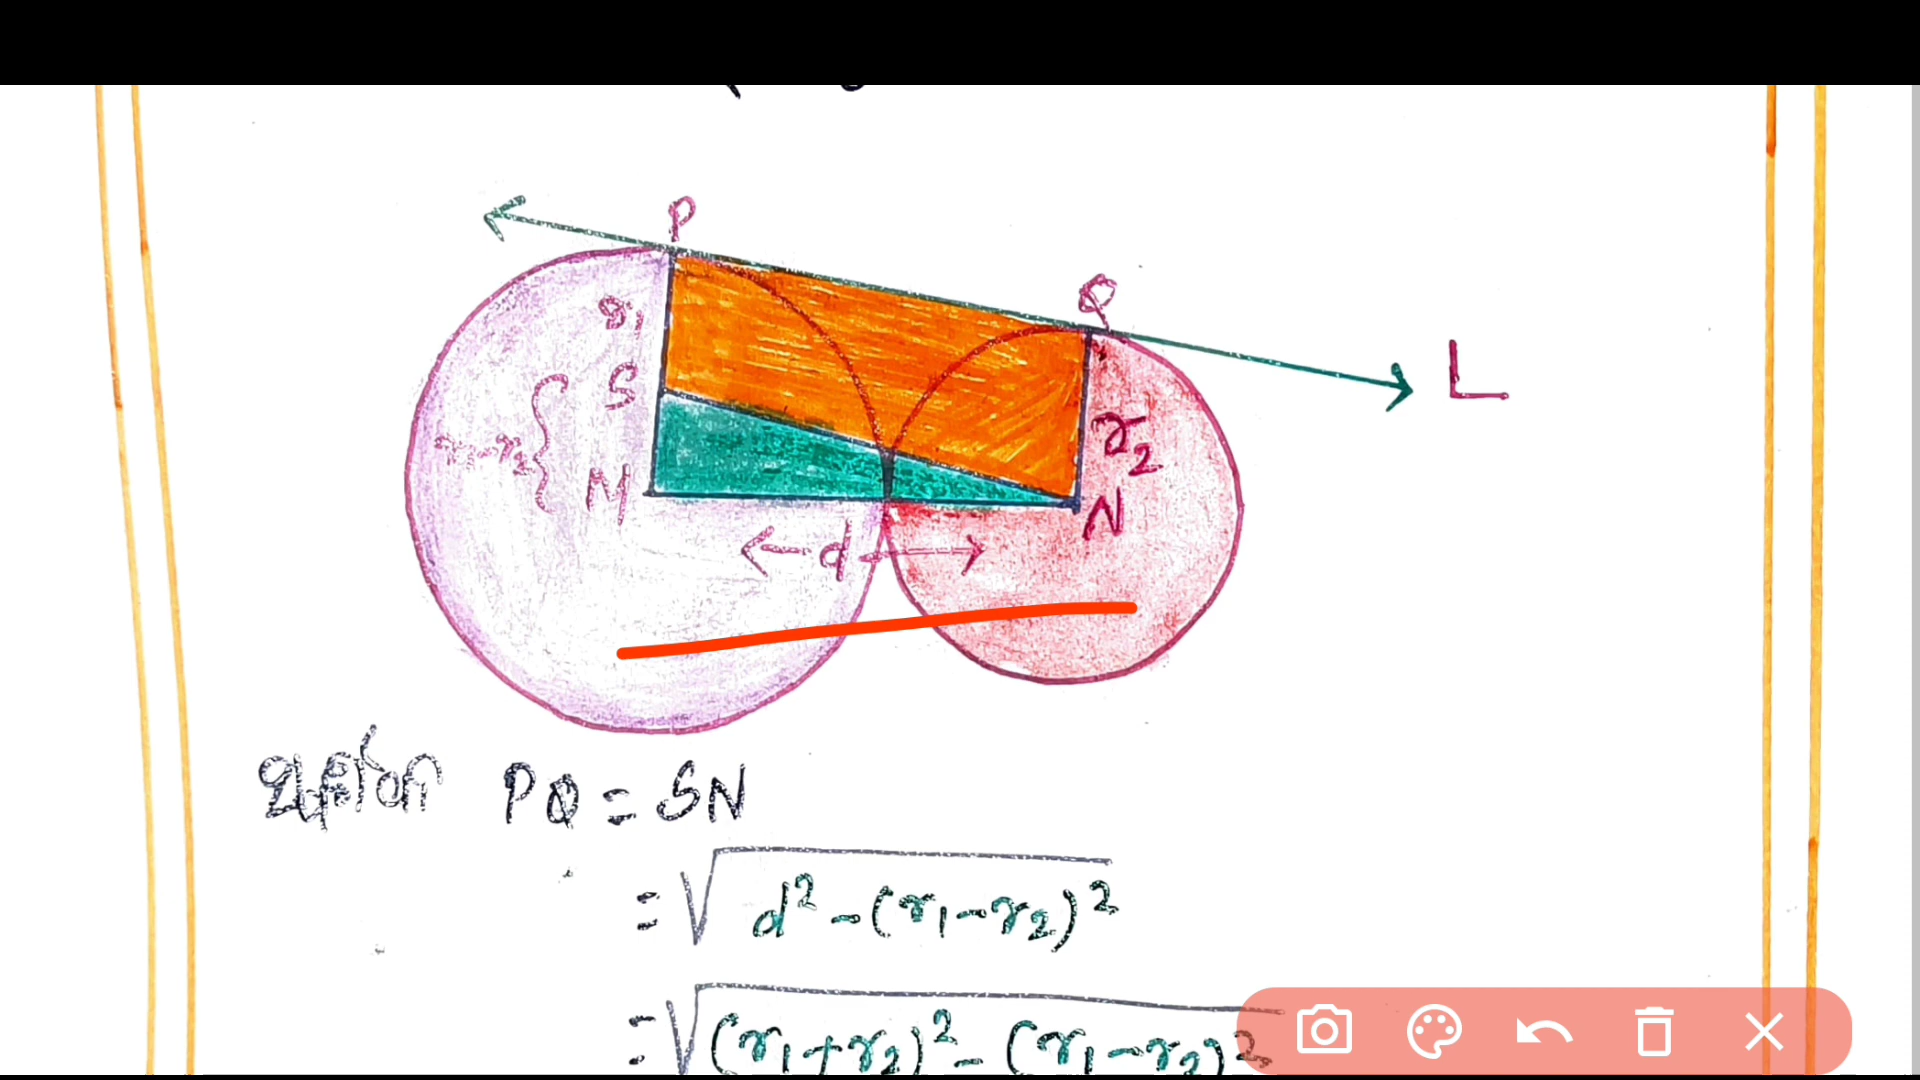 P
Q
r₁
L
S
r₁-r₂
r₂
M
N
d
PQ = SN
= √d² - (r₁-r₂)²
= √(r₁+r₂)² - (r₁-r₂)²